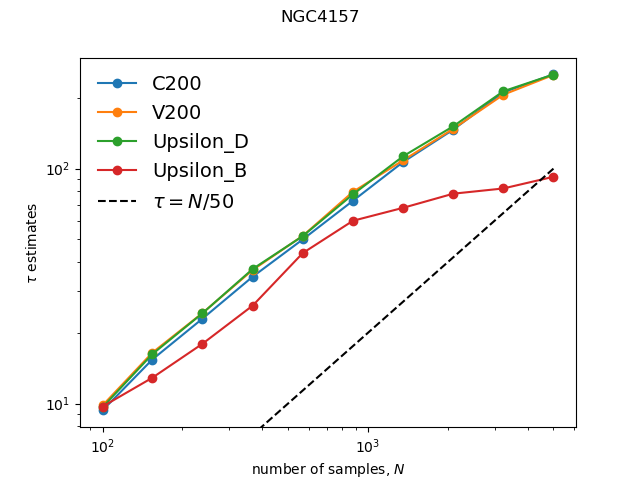 NGC4157
C200
V200
Upsilon_D
Upsilon_B
τ = N/50
10²
10¹
τ estimates
10² 10³
number of samples, N